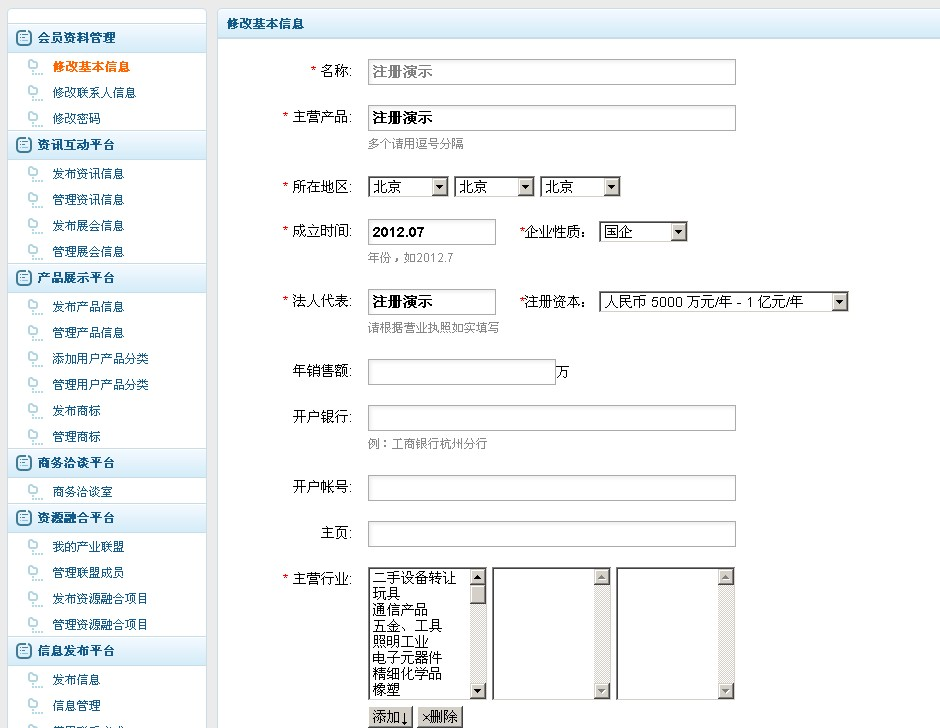 会员资料管理
修改基本信息
修改联系人信息
修改密码
资讯互动平台
发布资讯信息
管理资讯信息
发布展会信息
管理展会信息
产品展示平台
发布产品信息
管理产品信息
添加用户产品分类
管理用户产品分类
发布商标
管理商标
商务洽谈平台
商务洽谈室
资源融合平台
我的产业联盟
管理联盟成员
发布资源融合项目
管理资源融合项目
信息发布平台
发布信息
信息管理
修改基本信息
* 名称: 注册演示
* 主营产品: 注册演示
多个请用逗号分隔
* 所在地区: 北京 北京 北京
* 成立时间: 2012.07 *企业性质: 国企
年份，如2012.7
* 法人代表: 注册演示 *注册资本: 人民币 5000 万元/年 - 1 亿元/年
请根据营业执照如实填写
年销售额: 万
开户银行:
例：工商银行杭州分行
开户帐号:
主页:
* 主营行业: 二手设备转让
玩具
通信产品
五金、工具
照明工业
电子元器件
精细化学品
橡塑
添加↓ ×删除